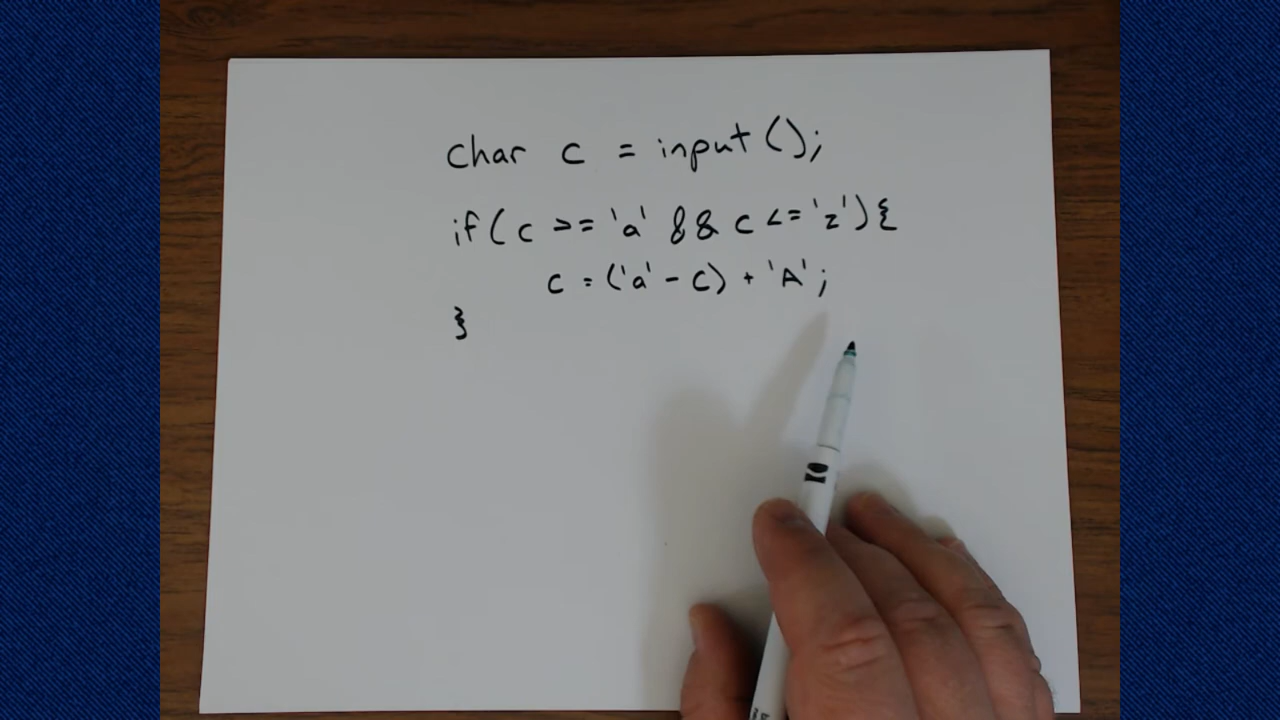 char c = input();
if( c >= 'a' && c <= 'z'){
c = ('a' - c) + 'A';
}